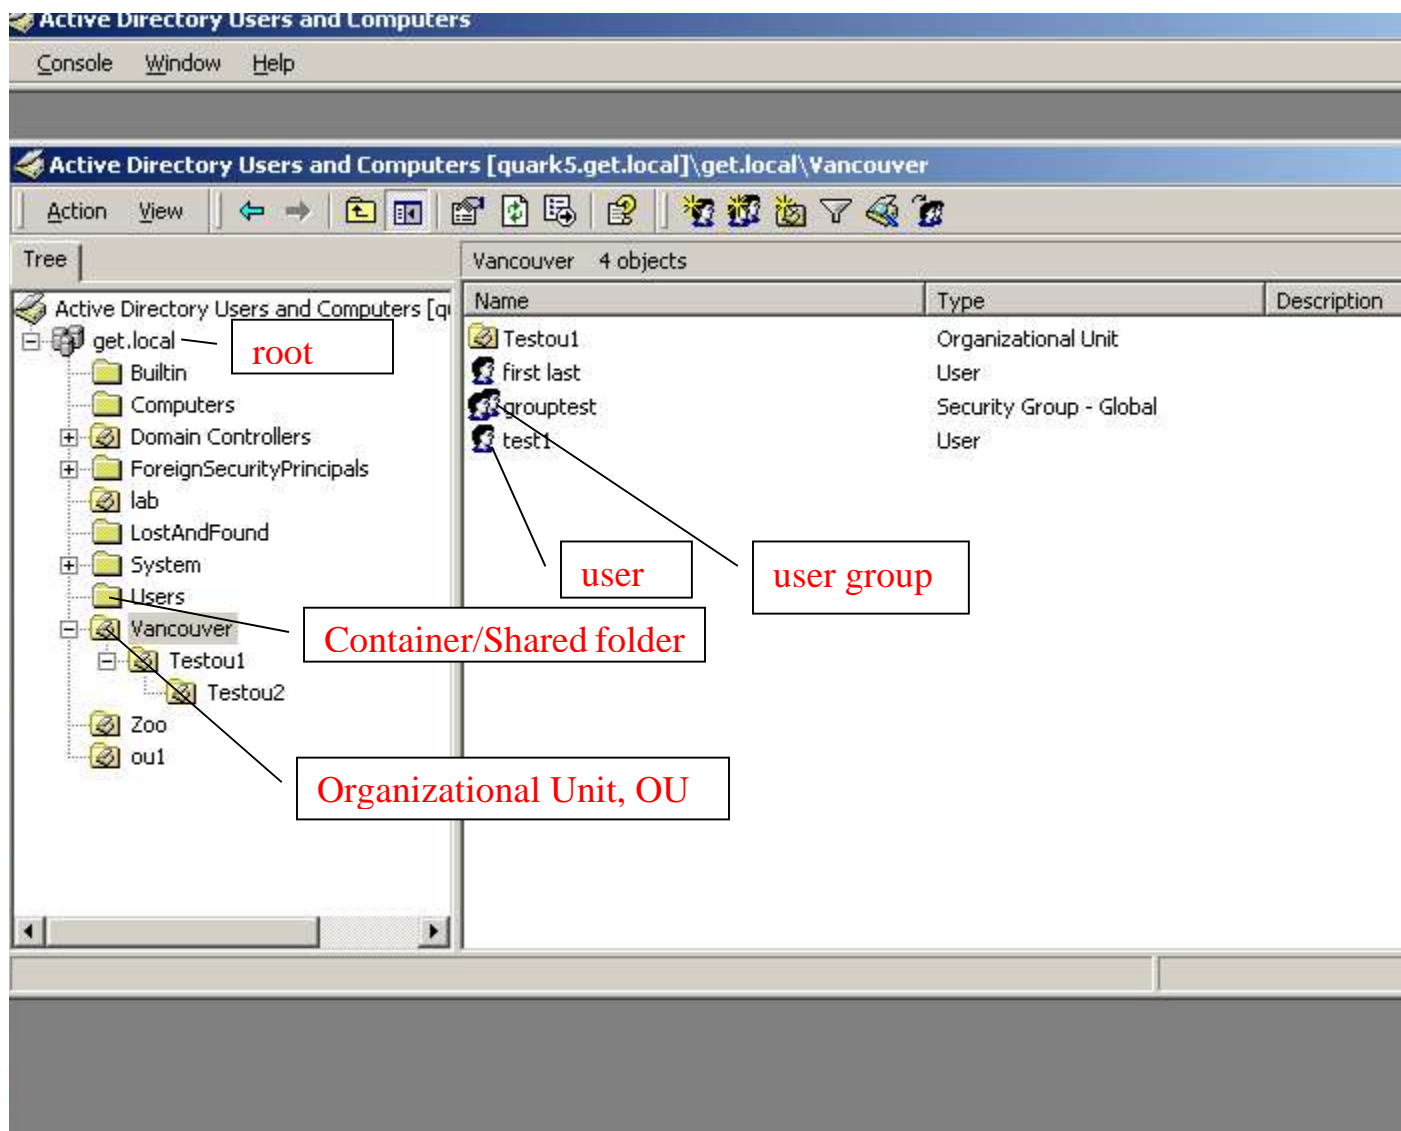 Active Directory Users and Computers
Console Window Help
Active Directory Users and Computers [quark5.get.local]\get.local\Vancouver
Action View
Tree
Vancouver 4 objects
Active Directory Users and Computers [qu
Name Type Description
get.local
root
Testou1 Organizational Unit
Builtin
first last User
Computers
grouptest Security Group - Global
Domain Controllers
test1 User
ForeignSecurityPrincipals
lab
LostAndFound
System
user
user group
Users
Vancouver
Container/Shared folder
Testou1
Testou2
Zoo
ou1
Organizational Unit, OU